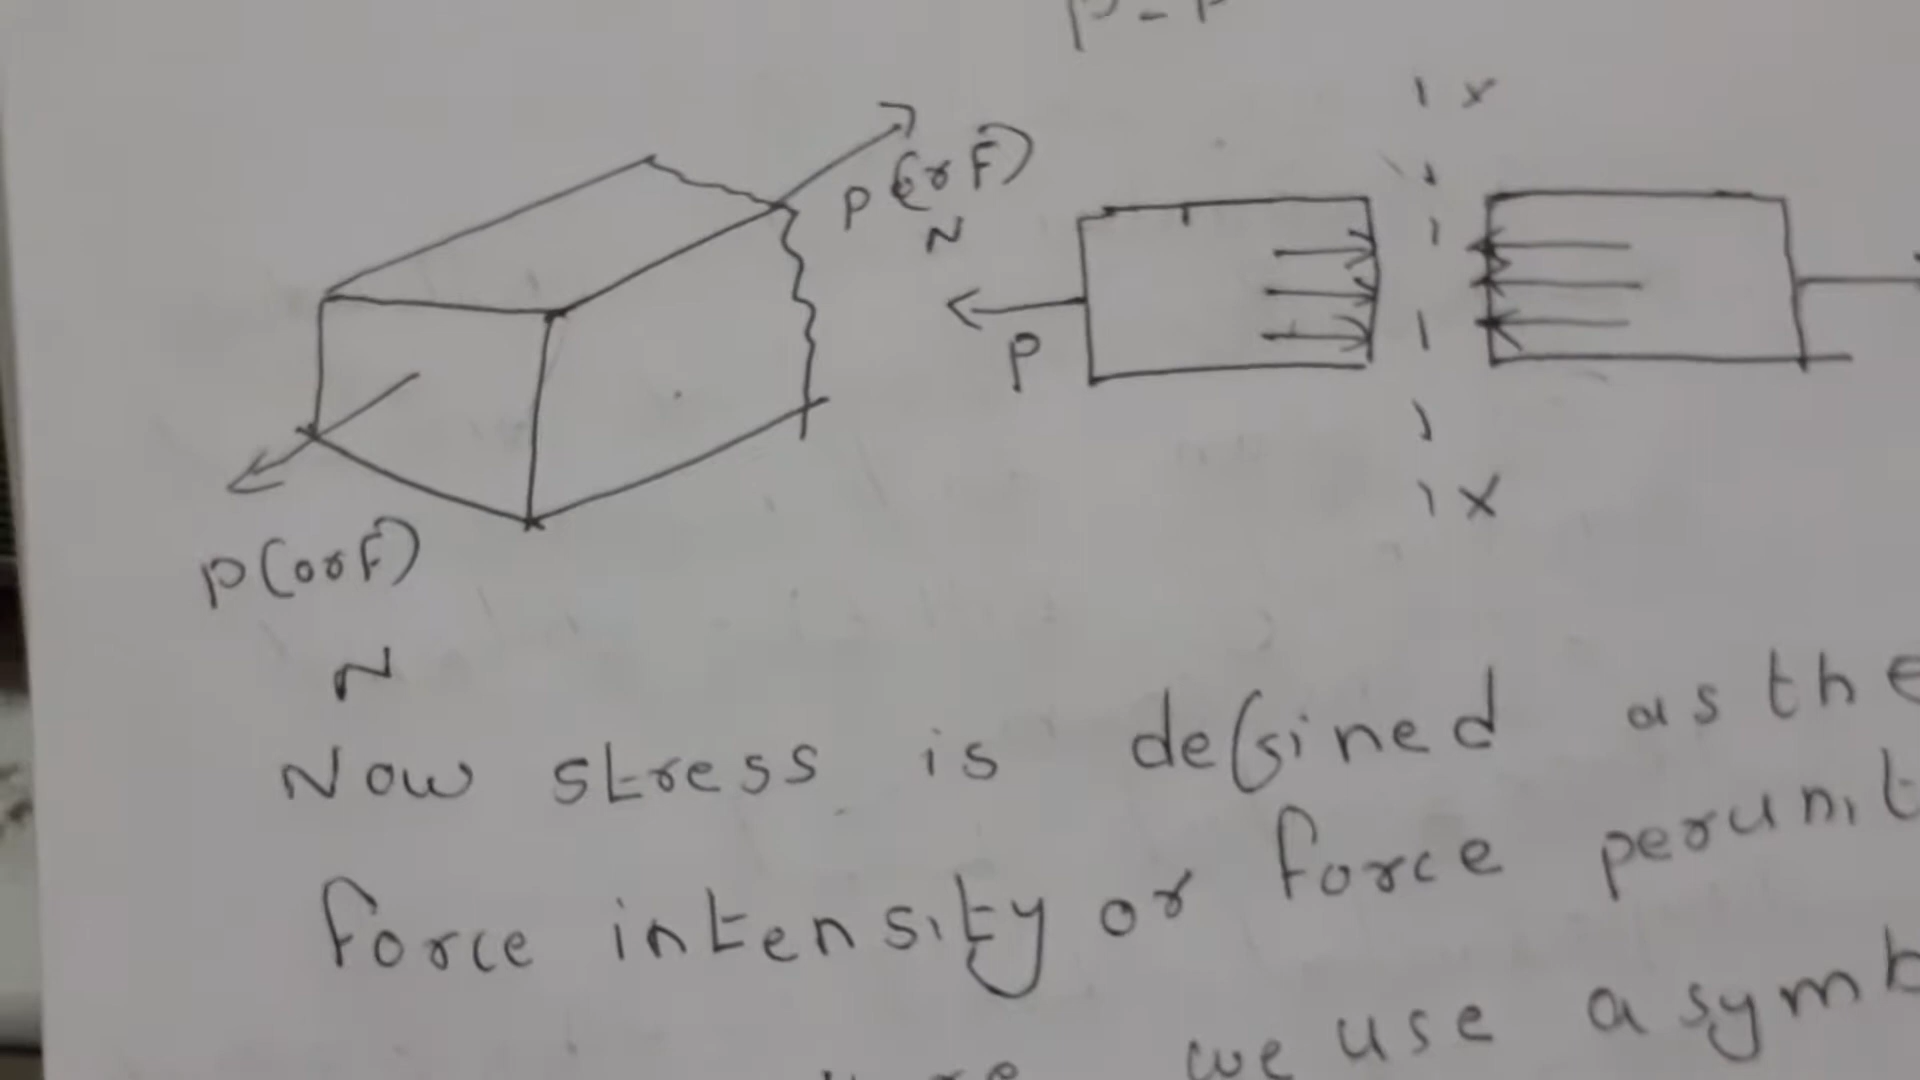 P - P
x
P(or F)
N
P
x
P(or F)
N
Now stress is defined as the
force intensity or force per unit
we use a symb